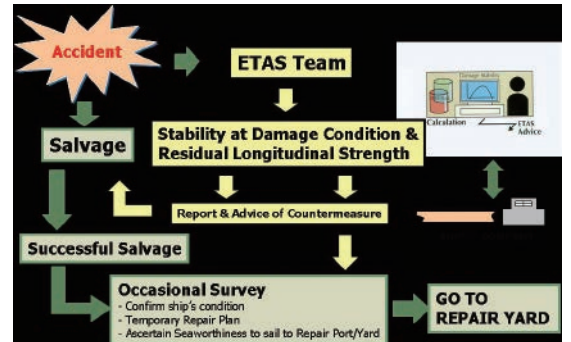 Accident
ETAS Team
Damage Stability
Calculation
ETAS
Advice
Stability at Damage Condition &
Residual Longitudinal Strength
Salvage
Report & Advice of Countermeasure
Successful Salvage
Occasional Survey
- Confirm ship's condition
- Temporary Repair Plan
- Ascertain Seaworthiness to sail to Repair Port/Yard
GO TO
REPAIR YARD